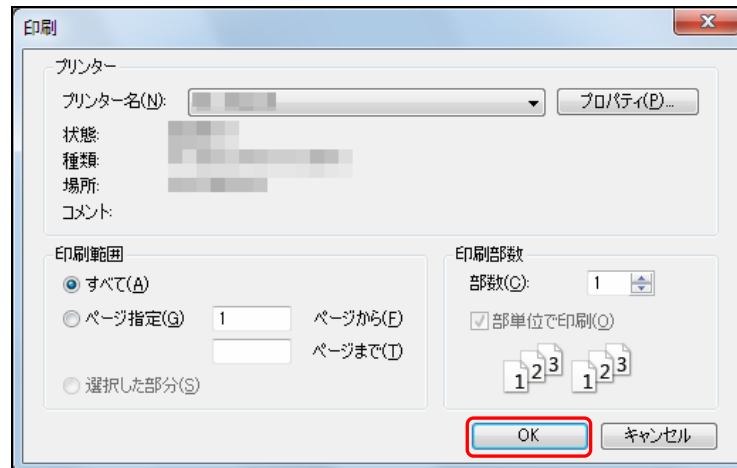 印刷
プリンター
プリンター名(N): プロパティ(P)...
状態:
種類:
場所:
コメント:
印刷範囲
すべて(A)
ページ指定(G) 1 ページから(F)
ページまで(T)
選択した部分(S)
印刷部数
部数(C): 1
部単位で印刷(O)
1 2 3 1 2 3
OK キャンセル